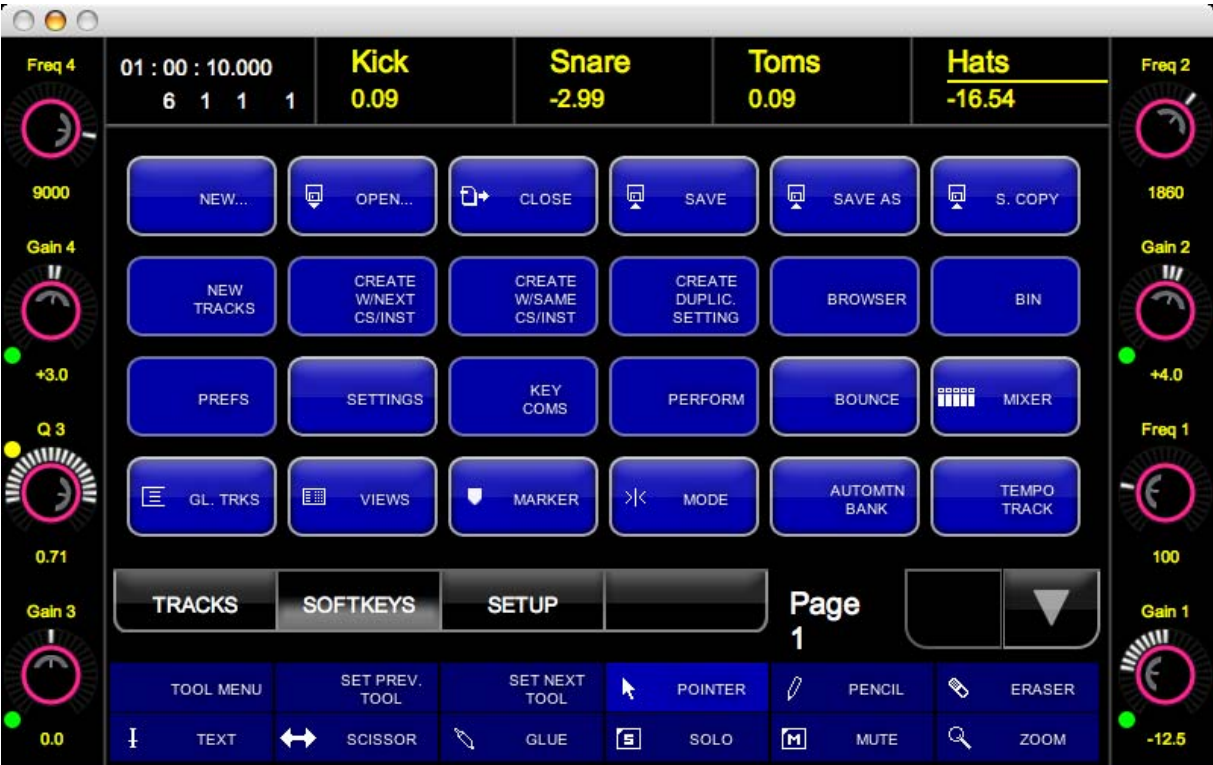 Freq 4
01 : 00 : 10.000
6 1 1 1
Kick
0.09
Snare
-2.99
Toms
0.09
Hats
-16.54
Freq 2
9000
1860
Gain 4
+3.0
Gain 2
+4.0
Q 3
0.71
Freq 1
100
Gain 3
0.0
Gain 1
-12.5
NEW...
OPEN...
CLOSE
SAVE
SAVE AS
S. COPY
NEW
TRACKS
CREATE
W/NEXT
CS/INST
CREATE
W/SAME
CS/INST
CREATE
DUPLIC.
SETTING
BROWSER
BIN
PREFS
SETTINGS
KEY
COMS
PERFORM
BOUNCE
MIXER
GL. TRKS
VIEWS
MARKER
MODE
AUTOMTN
BANK
TEMPO
TRACK
TRACKS
SOFTKEYS
SETUP
Page
1
TOOL MENU
SET PREV.
TOOL
SET NEXT
TOOL
POINTER
PENCIL
ERASER
TEXT
SCISSOR
GLUE
S
SOLO
M
MUTE
ZOOM